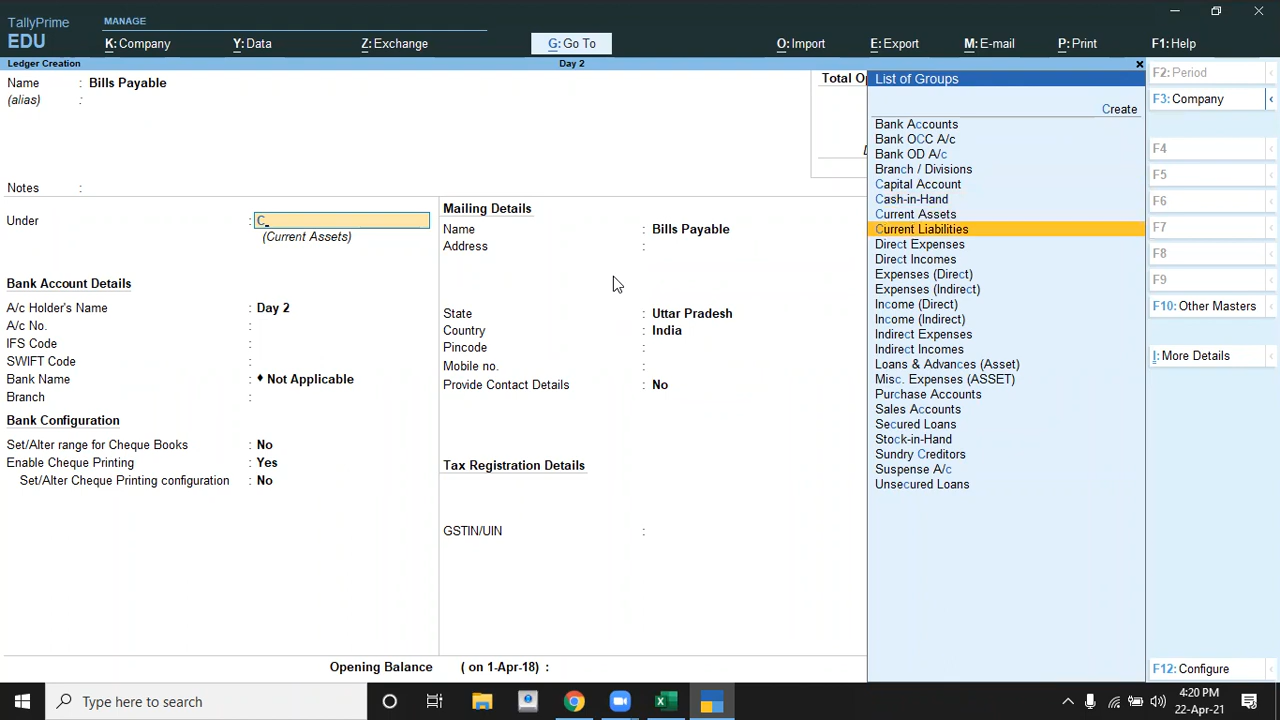 TallyPrime
EDU
MANAGE
K: Company
Y: Data
Z: Exchange
G: Go To
O: Import
E: Export
M: E-mail
P: Print
F1: Help
Ledger Creation
Day 2
Name : Bills Payable
(alias) :
Total Op
Notes :
Under : C
(Current Assets)
Bank Account Details
A/c Holder's Name : Day 2
A/c No. :
IFS Code :
SWIFT Code :
Bank Name : ♦ Not Applicable
Branch :
Bank Configuration
Set/Alter range for Cheque Books : No
Enable Cheque Printing : Yes
Set/Alter Cheque Printing configuration : No
Mailing Details
Name : Bills Payable
Address :
State : Uttar Pradesh
Country : India
Pincode :
Mobile no. :
Provide Contact Details : No
Tax Registration Details
GSTIN/UIN :
Opening Balance ( on 1-Apr-18) :
List of Groups
Create
Bank Accounts
Bank OCC A/c
Bank OD A/c
Branch / Divisions
Capital Account
Cash-in-Hand
Current Assets
Current Liabilities
Direct Expenses
Direct Incomes
Expenses (Direct)
Expenses (Indirect)
Income (Direct)
Income (Indirect)
Indirect Expenses
Indirect Incomes
Loans & Advances (Asset)
Misc. Expenses (ASSET)
Purchase Accounts
Sales Accounts
Secured Loans
Stock-in-Hand
Sundry Creditors
Suspense A/c
Unsecured Loans
F2: Period
F3: Company
F4
F5
F6
F7
F8
F9
F10: Other Masters
I: More Details
F12: Configure
Type here to search
4:20 PM
22-Apr-21